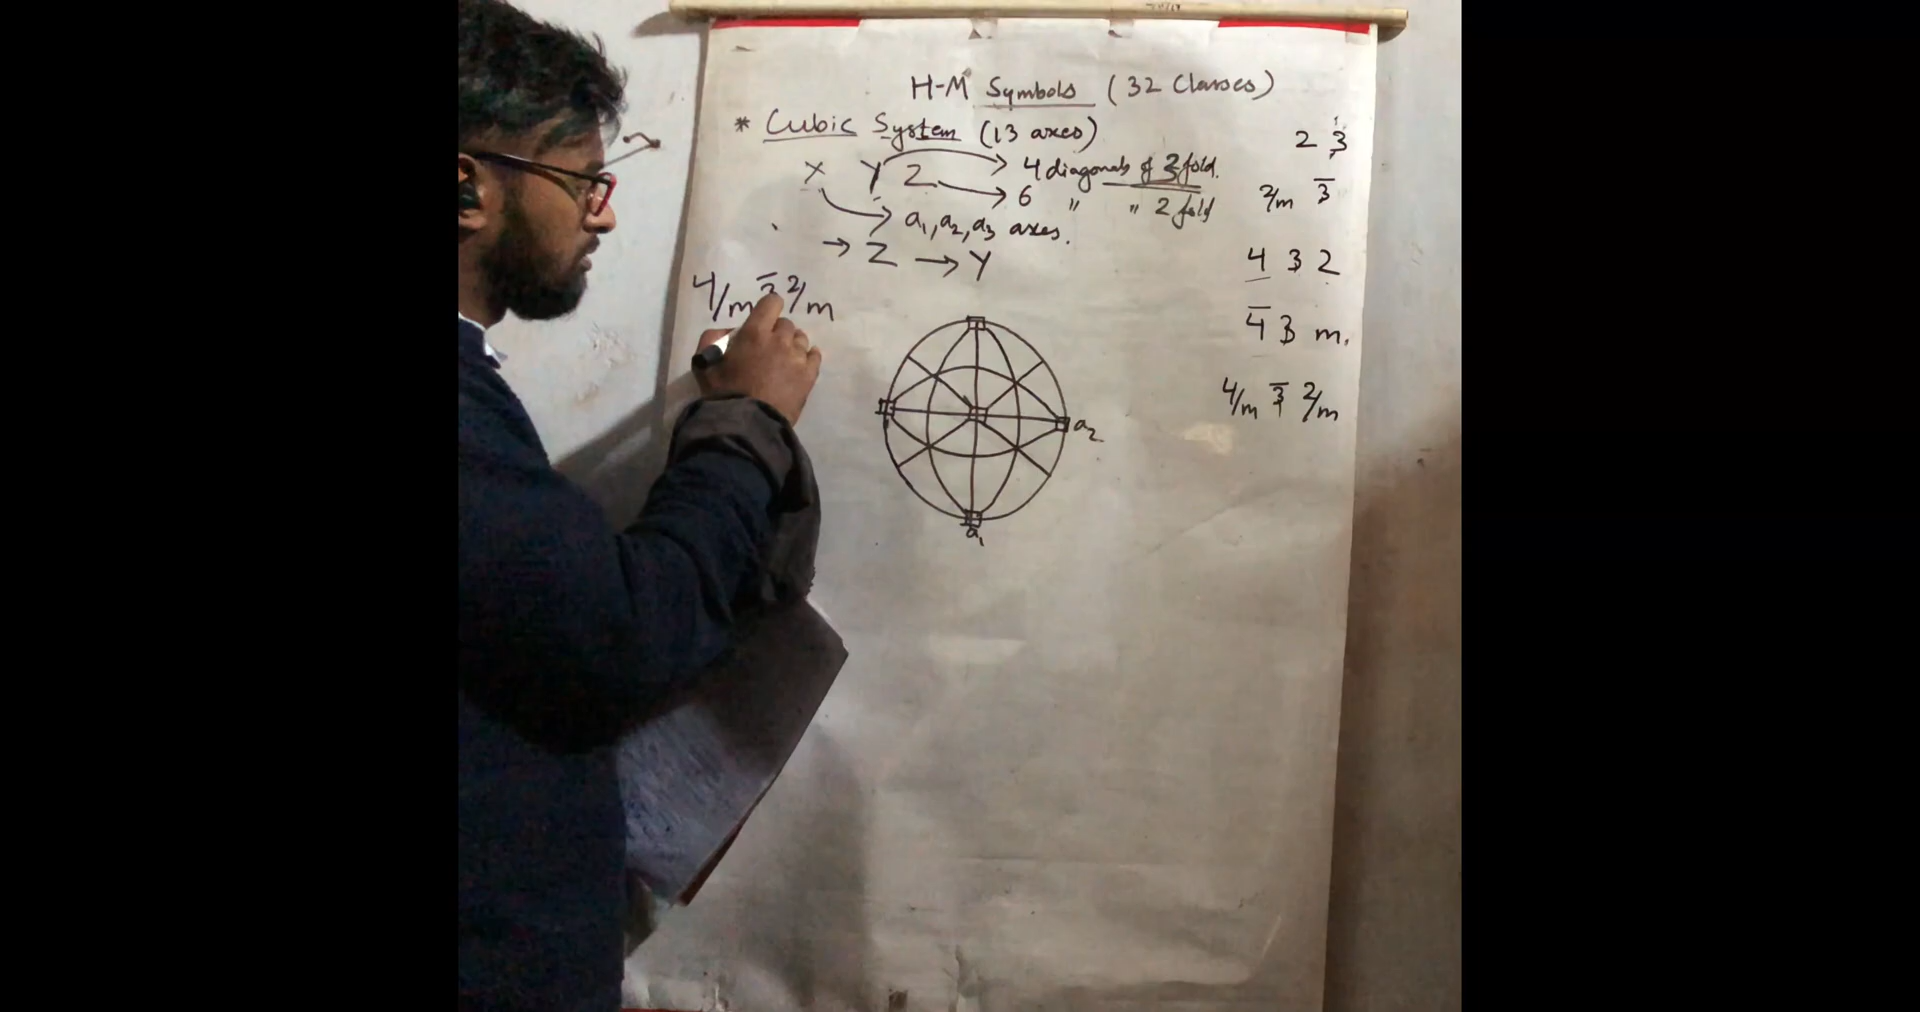 H-M Symbols (32 Classes)
* Cubic System (13 axes)
X Y Z → 4 diagonals of 3 fold.
→ 6 " " 2 fold
→ a₁, a₂, a₃ axes.
→ Z → Y
4/m 3̅ 2/m
a₂
a₁
2 3
2/m 3̅
4 3 2
4̅ 3 m.
4/m 3̅ 2/m